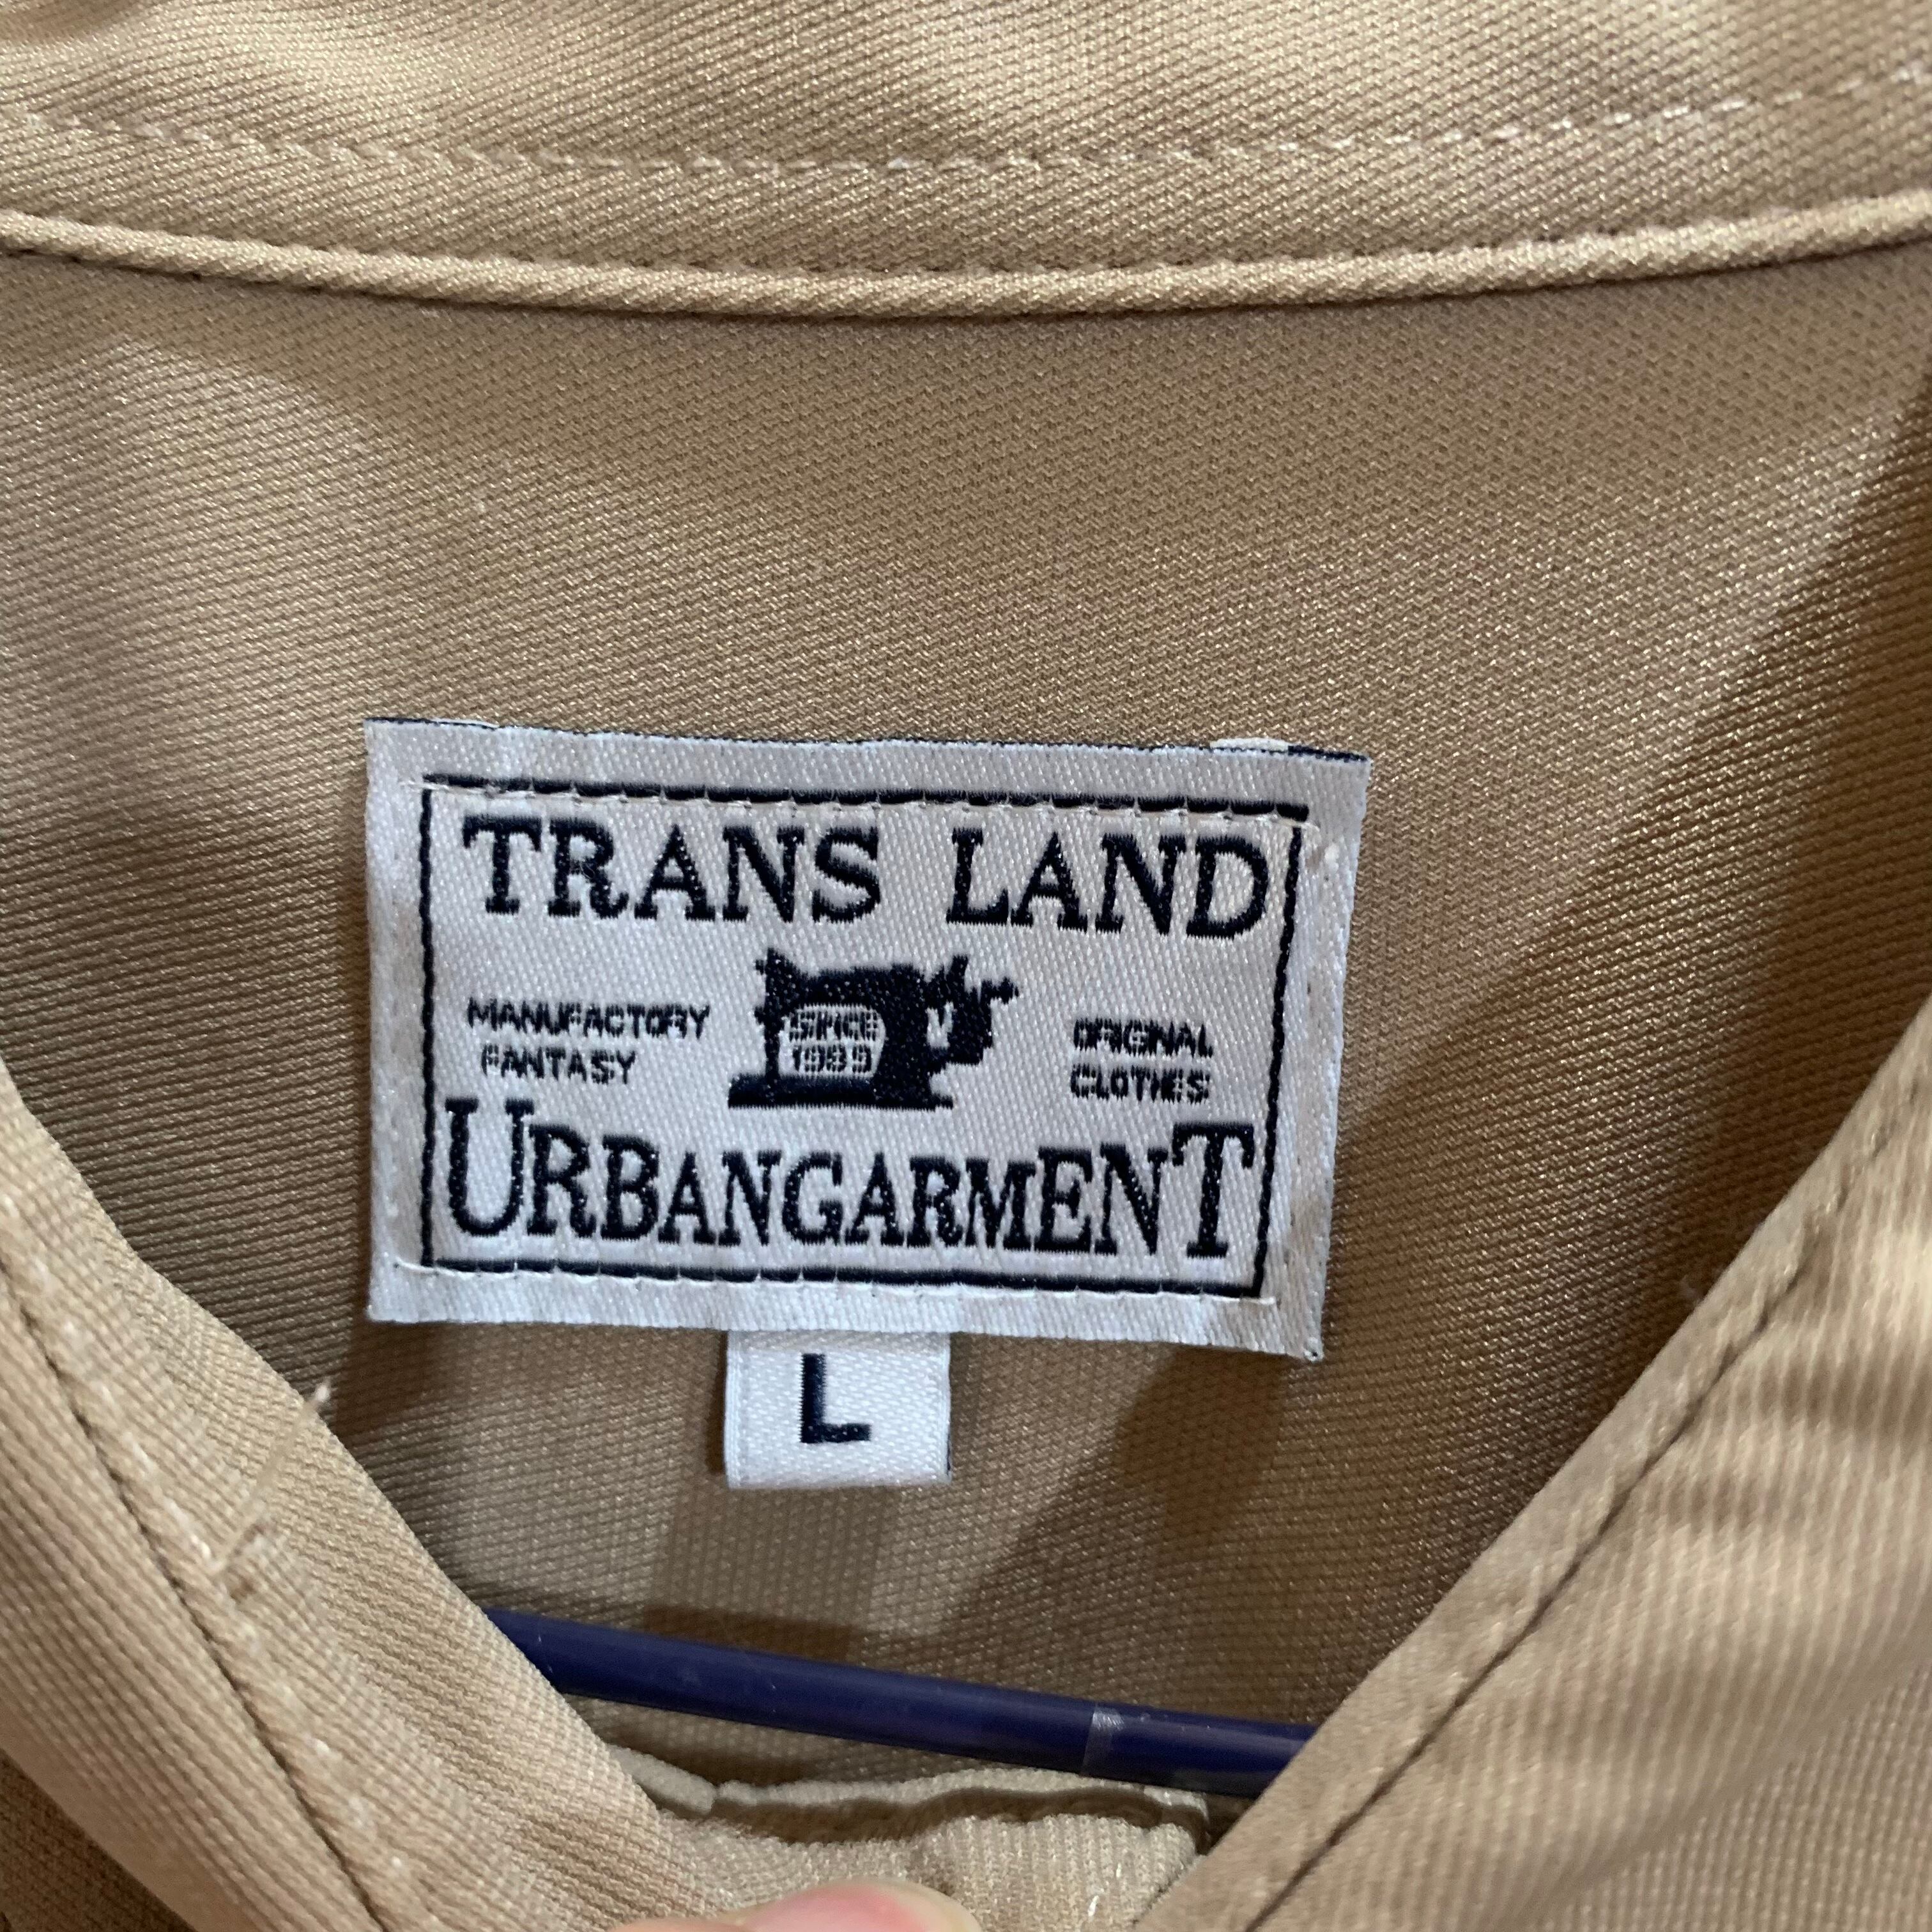 TRANS LAND
MANUFACTORY
FANTASY
SINCE
1989
ORIGINAL
CLOTHES
URBANGARMENT
L